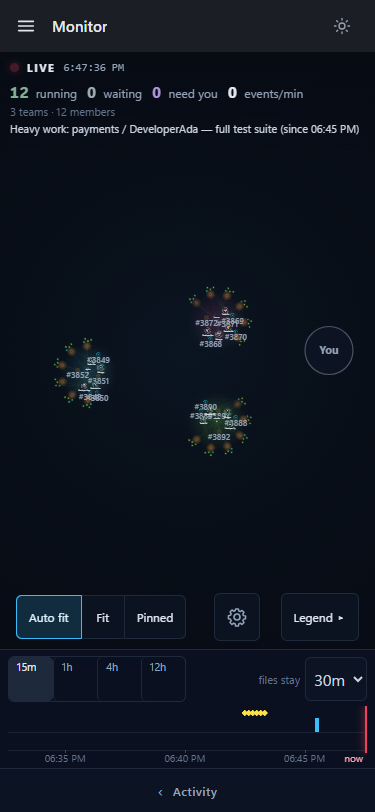 Monitor
LIVE 6:47:36 PM
12 running 0 waiting 0 need you 0 events/min
3 teams · 12 members
Heavy work: payments / DeveloperAda — full test suite (since 06:45 PM)
#3872
#3870
#3868
You
#3852
#3851
#3890
#3888
#3892
Auto fit Fit Pinned Legend ▸
15m 1h 4h 12h files stay 30m
06:35 PM 06:40 PM 06:45 PM now
‹ Activity